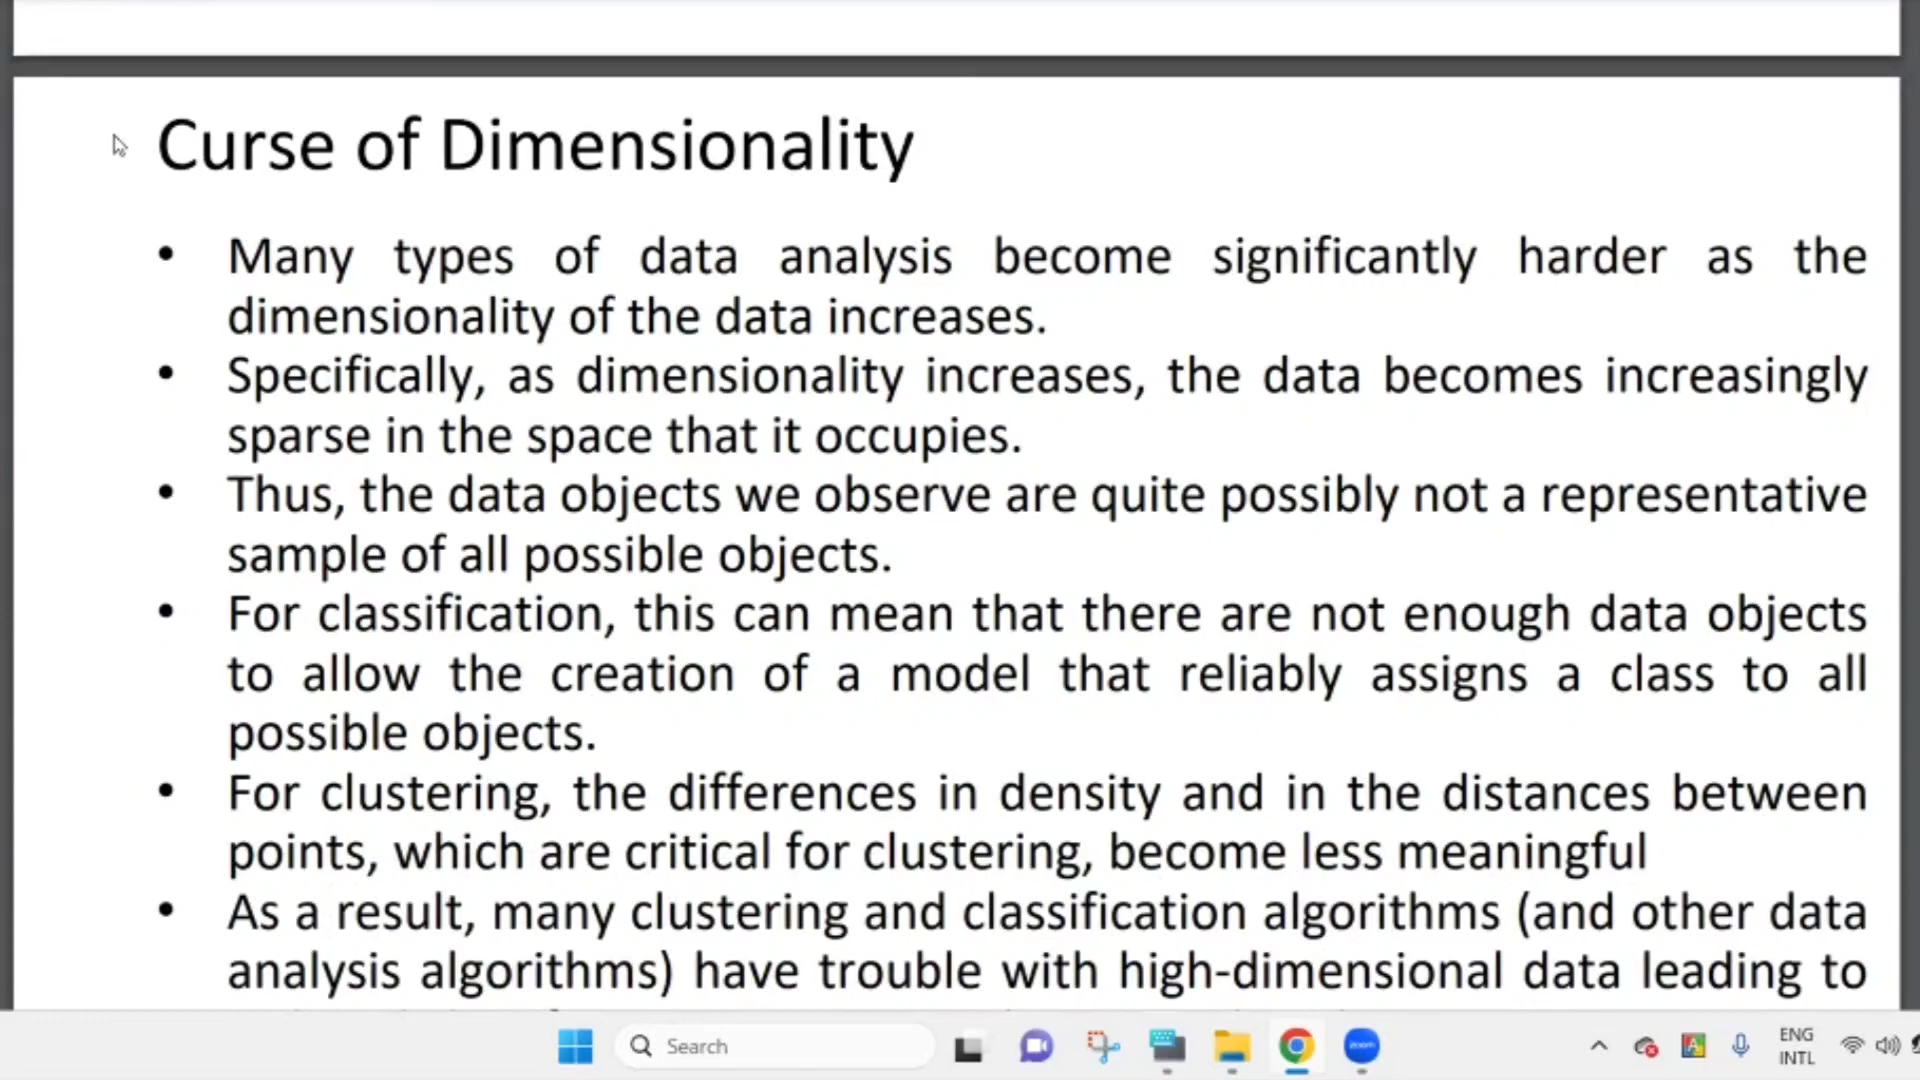 Curse of Dimensionality
• Many types of data analysis become significantly harder as the
dimensionality of the data increases.
• Specifically, as dimensionality increases, the data becomes increasingly
sparse in the space that it occupies.
• Thus, the data objects we observe are quite possibly not a representative
sample of all possible objects.
• For classification, this can mean that there are not enough data objects
to allow the creation of a model that reliably assigns a class to all
possible objects.
• For clustering, the differences in density and in the distances between
points, which are critical for clustering, become less meaningful
• As a result, many clustering and classification algorithms (and other data
analysis algorithms) have trouble with high-dimensional data leading to
Search
zoom
ENG
INTL